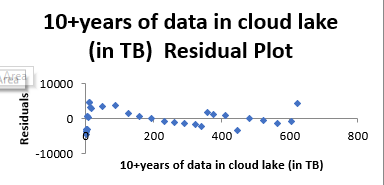 10+years of data in cloud lake
(in TB)  Residual Plot
Area
Residuals
10000
0
-10000
0
200
400
600
800
10+years of data in cloud lake (in TB)